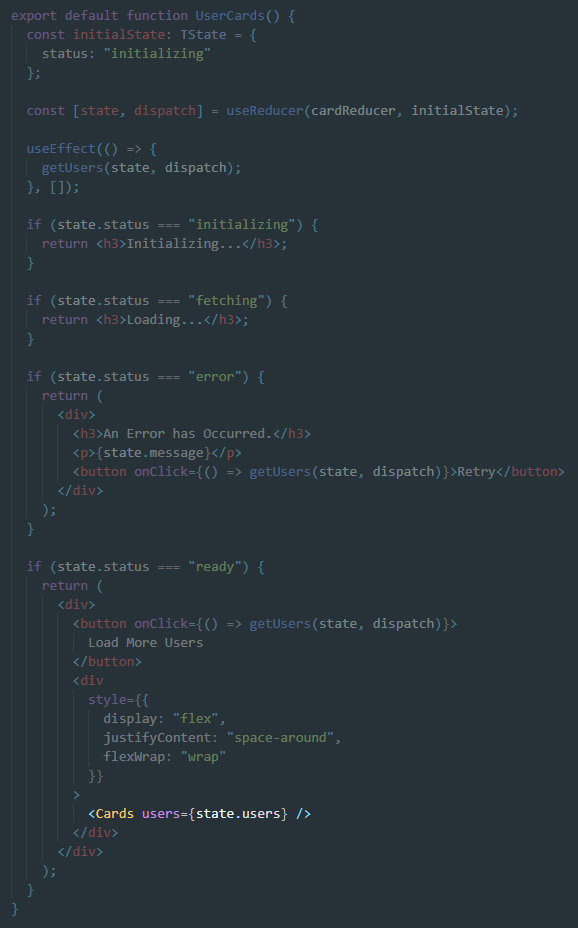 export default function UserCards() {
  const initialState: TState = {
    status: "initializing"
  };

  const [state, dispatch] = useReducer(cardReducer, initialState);

  useEffect(() => {
    getUsers(state, dispatch);
  }, []);

  if (state.status === "initializing") {
    return <h3>Initializing...</h3>;
  }

  if (state.status === "fetching") {
    return <h3>Loading...</h3>;
  }

  if (state.status === "error") {
    return (
      <div>
        <h3>An Error has Occurred.</h3>
        <p>{state.message}</p>
        <button onClick={() => getUsers(state, dispatch)}>Retry</button>
      </div>
    );
  }

  if (state.status === "ready") {
    return (
      <div>
        <button onClick={() => getUsers(state, dispatch)}>
          Load More Users
        </button>
        <div
          style={{
            display: "flex",
            justifyContent: "space-around",
            flexWrap: "wrap"
          }}
        >
          <Cards users={state.users} />
        </div>
      </div>
    );
  }
}